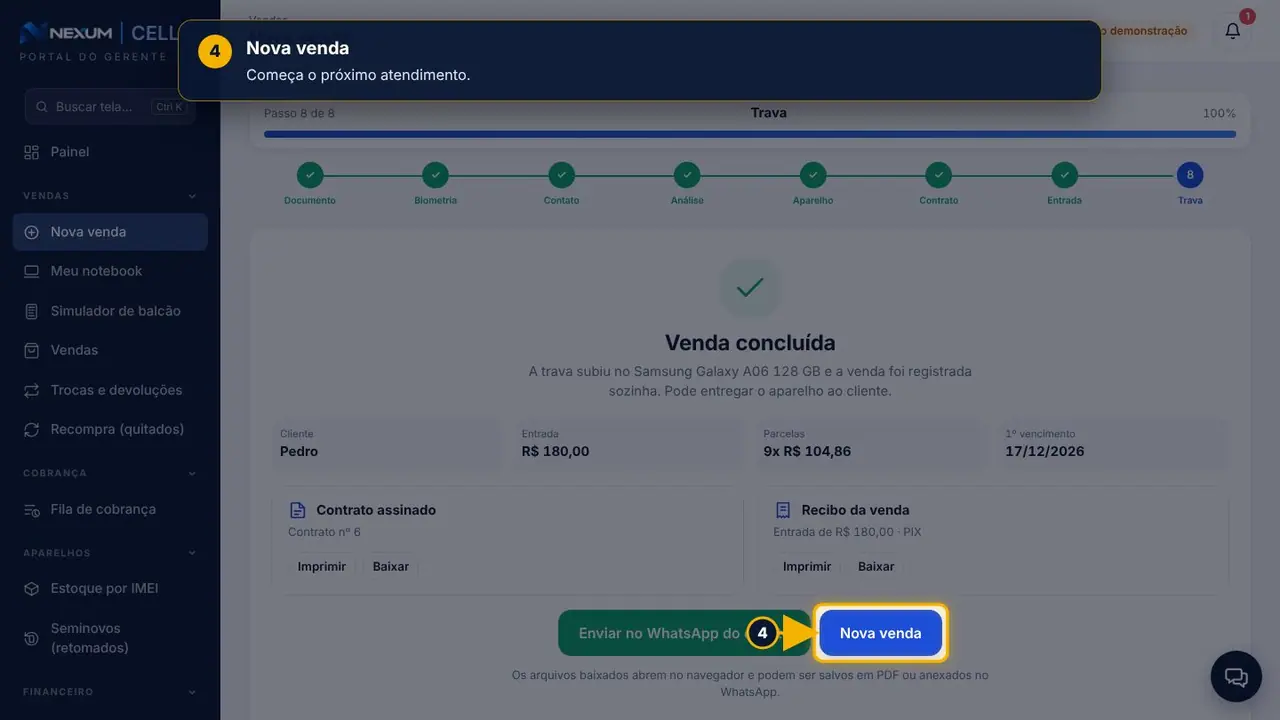 NEXUM | CELL
PORTAL DO GERENTE
Buscar tela... Ctrl K
Painel
VENDAS
Nova venda
Meu notebook
Simulador de balcão
Vendas
Trocas e devoluções
Recompra (quitados)
COBRANÇA
Fila de cobrança
APARELHOS
Estoque por IMEI
Seminovos
(retomados)
FINANCEIRO
Vendas
4
Nova venda
Começa o próximo atendimento.
o demonstração
1
Passo 8 de 8
Trava
100%
8
Documento
Biometria
Contato
Análise
Aparelho
Contrato
Entrada
Trava
Venda concluída
A trava subiu no Samsung Galaxy A06 128 GB e a venda foi registrada
sozinha. Pode entregar o aparelho ao cliente.
Cliente
Pedro
Entrada
R$ 180,00
Parcelas
9x R$ 104,86
1º vencimento
17/12/2026
Contrato assinado
Contrato nº 6
Imprimir
Baixar
Recibo da venda
Entrada de R$ 180,00 · PIX
Imprimir
Baixar
Enviar no WhatsApp do
4
Nova venda
Os arquivos baixados abrem no navegador e podem ser salvos em PDF ou anexados no
WhatsApp.